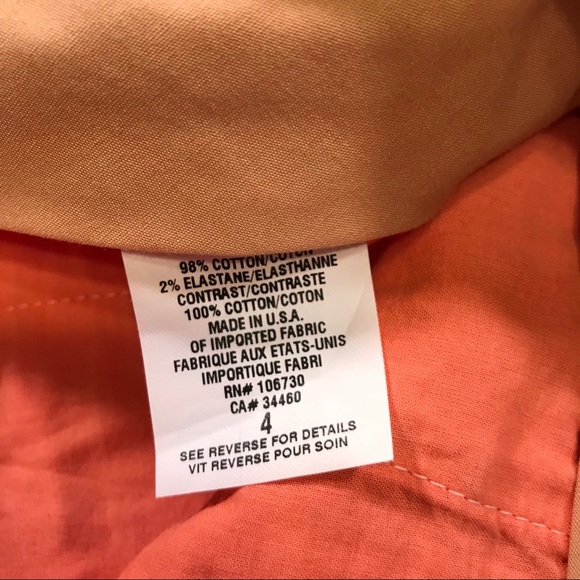 98% COTTON/COTON
2% ELASTANE/ELASTHANNE
CONTRAST/CONTRASTE
100% COTTON/COTON
MADE IN U.S.A.
OF IMPORTED FABRIC
FABRIQUE AUX ETATS-UNIS
IMPORTIQUE FABRI
RN# 106730
CA# 34460
4
SEE REVERSE FOR DETAILS
VIT REVERSE POUR SOIN